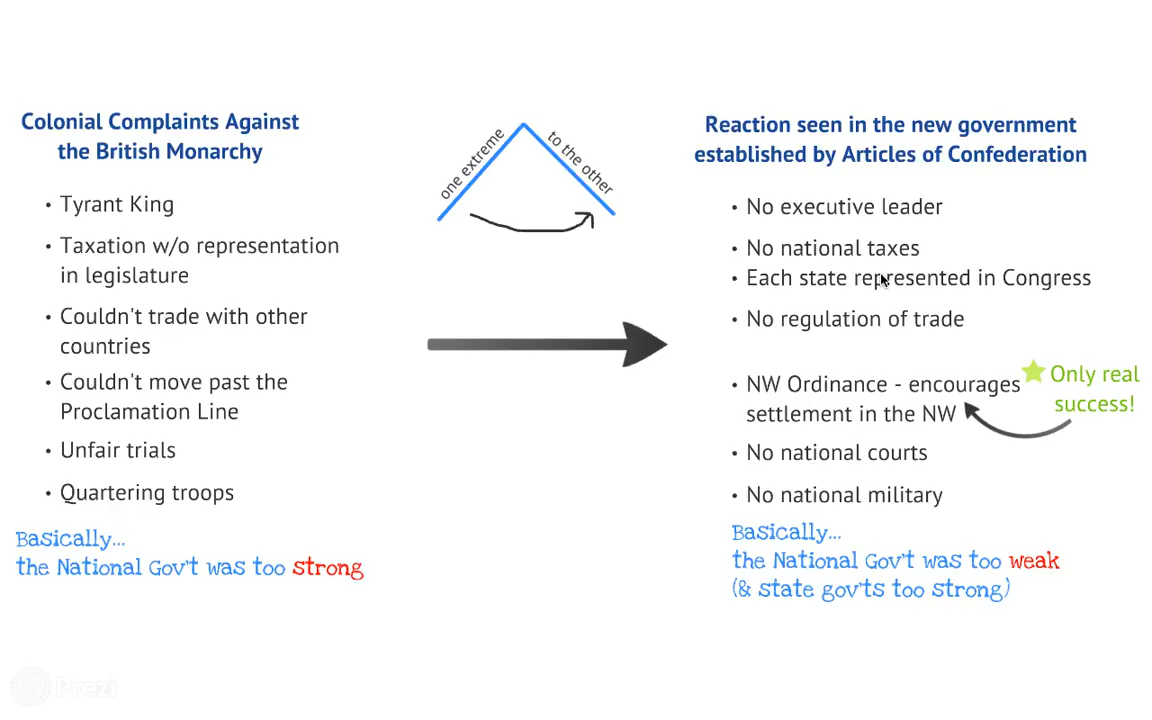 Colonial Complaints Against
the British Monarchy
• Tyrant King
• Taxation w/o representation
in legislature
• Couldn't trade with other
countries
• Couldn't move past the
Proclamation Line
• Unfair trials
• Quartering troops
Basically...
the National Gov't was too strong
one extreme
to the other
Reaction seen in the new government
established by Articles of Confederation
• No executive leader
• No national taxes
• Each state represented in Congress
• No regulation of trade
• NW Ordinance - encourages
settlement in the NW
Only real
success!
• No national courts
• No national military
Basically...
the National Gov't was too weak
(& state gov'ts too strong)
Prezi